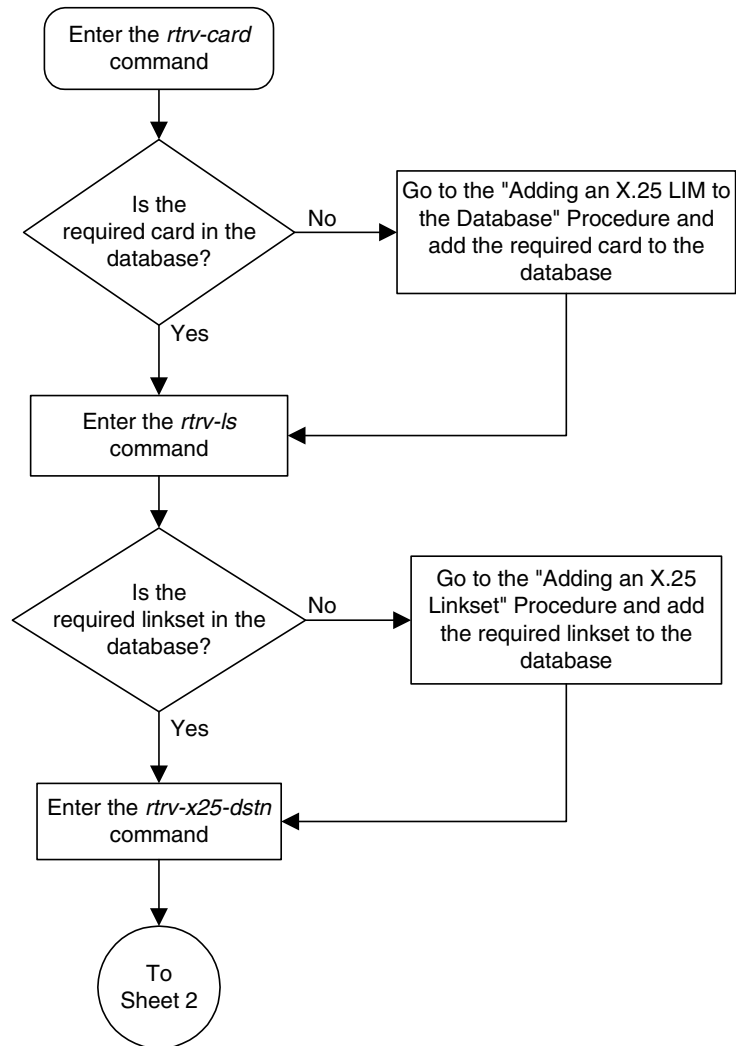 Enter the rtrv-card
command
Is the
required card in the
database?
No
Go to the "Adding an X.25 LIM to
the Database" Procedure and
add the required card to the
database
Yes
Enter the rtrv-ls
command
Is the
required linkset in the
database?
No
Go to the "Adding an X.25
Linkset" Procedure and add
the required linkset to the
database
Yes
Enter the rtrv-x25-dstn
command
To
Sheet 2